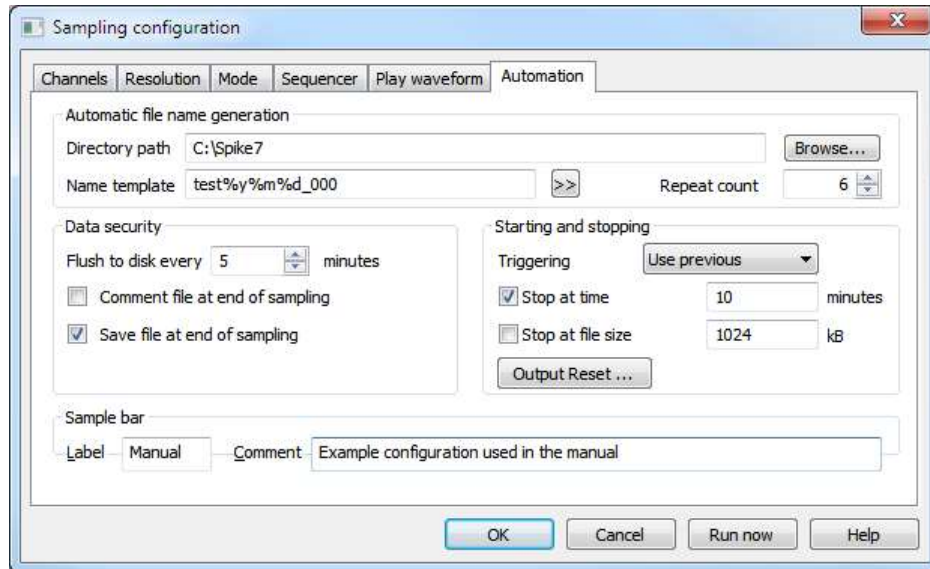 Sampling configuration
Channels Resolution Mode Sequencer Play waveform Automation
Automatic file name generation
Directory path C:\Spike7 Browse...
Name template test%y%m%d_000 >> Repeat count 6
Data security
Flush to disk every 5 minutes
Comment file at end of sampling
Save file at end of sampling
Starting and stopping
Triggering Use previous
Stop at time 10 minutes
Stop at file size 1024 kB
Output Reset ...
Sample bar
Label Manual Comment Example configuration used in the manual
OK Cancel Run now Help